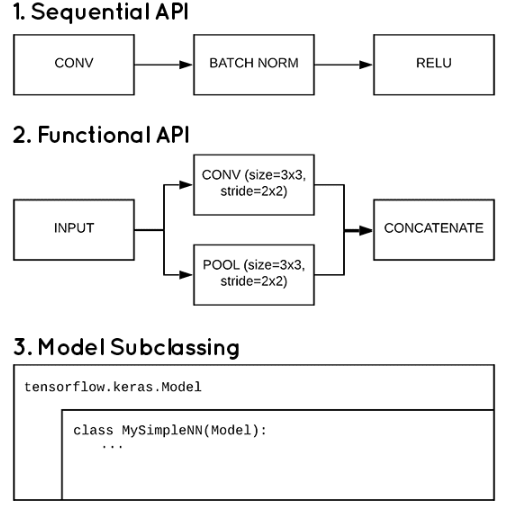 1. Sequential API
CONV
BATCH NORM
RELU
2. Functional API
CONV (size=3x3,
stride=2x2)
INPUT
CONCATENATE
POOL (size=3x3,
stride=2x2)
3. Model Subclassing
tensorflow.keras.Model
class MySimpleNN(Model):
...